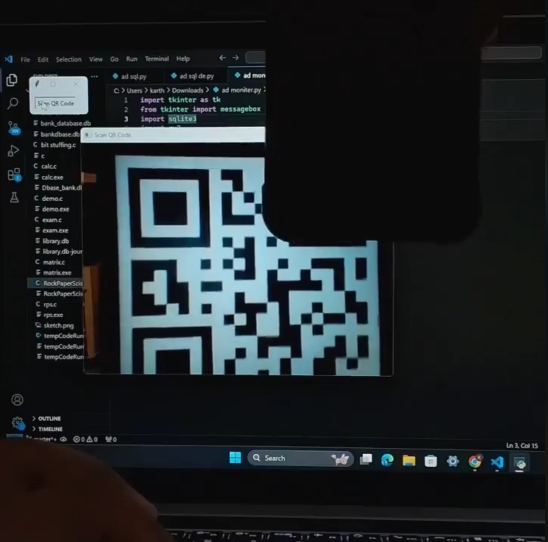 File Edit Selection View Go Run Terminal Help
Scan QR Code
ad sql.py
ad sql de.py
ad mon
C: > Users > karth > Downloads > ad moniter.py >
1 import tkinter as tk
2 from tkinter import messagebox
3 import sqlite3
bank_database.db
bankdbase.db
bit stuffing.c
c
calc.c
calc.exe
Dbase_bank.d
demo.c
demo.exe
exam.c
exam.exe
library.db
library.db-jour
matrix.c
matrix.exe
RockPaperScis
RockPaperScis
rps.c
rps.exe
sketch.png
tempCodeRun
tempCodeRun
tempCodeRun
Scan QR Code
OUTLINE
TIMELINE
master*+
0 0 0
Ln 3, Col 15
Search